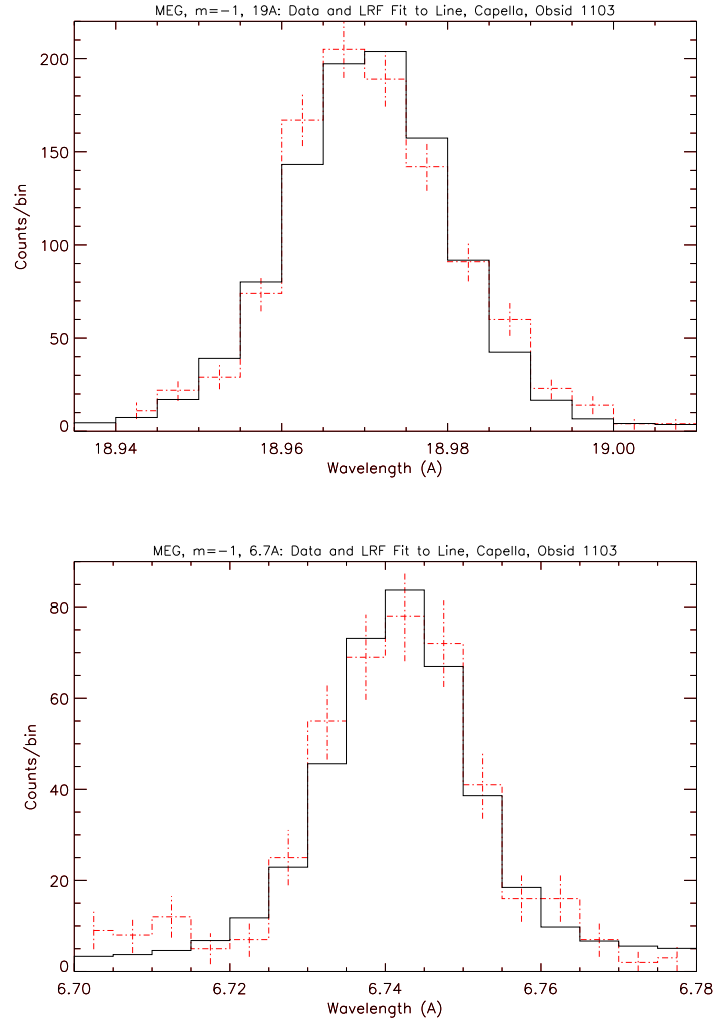 MEG, m=−1, 19A: Data and LRF Fit to Line, Capella, Obsid 1103
200
150
100
50
0
Counts/bin
18.94 18.96 18.98 19.00
Wavelength (A)
MEG, m=−1, 6.7A: Data and LRF Fit to Line, Capella, Obsid 1103
80
60
40
20
0
Counts/bin
6.70 6.72 6.74 6.76 6.78
Wavelength (A)